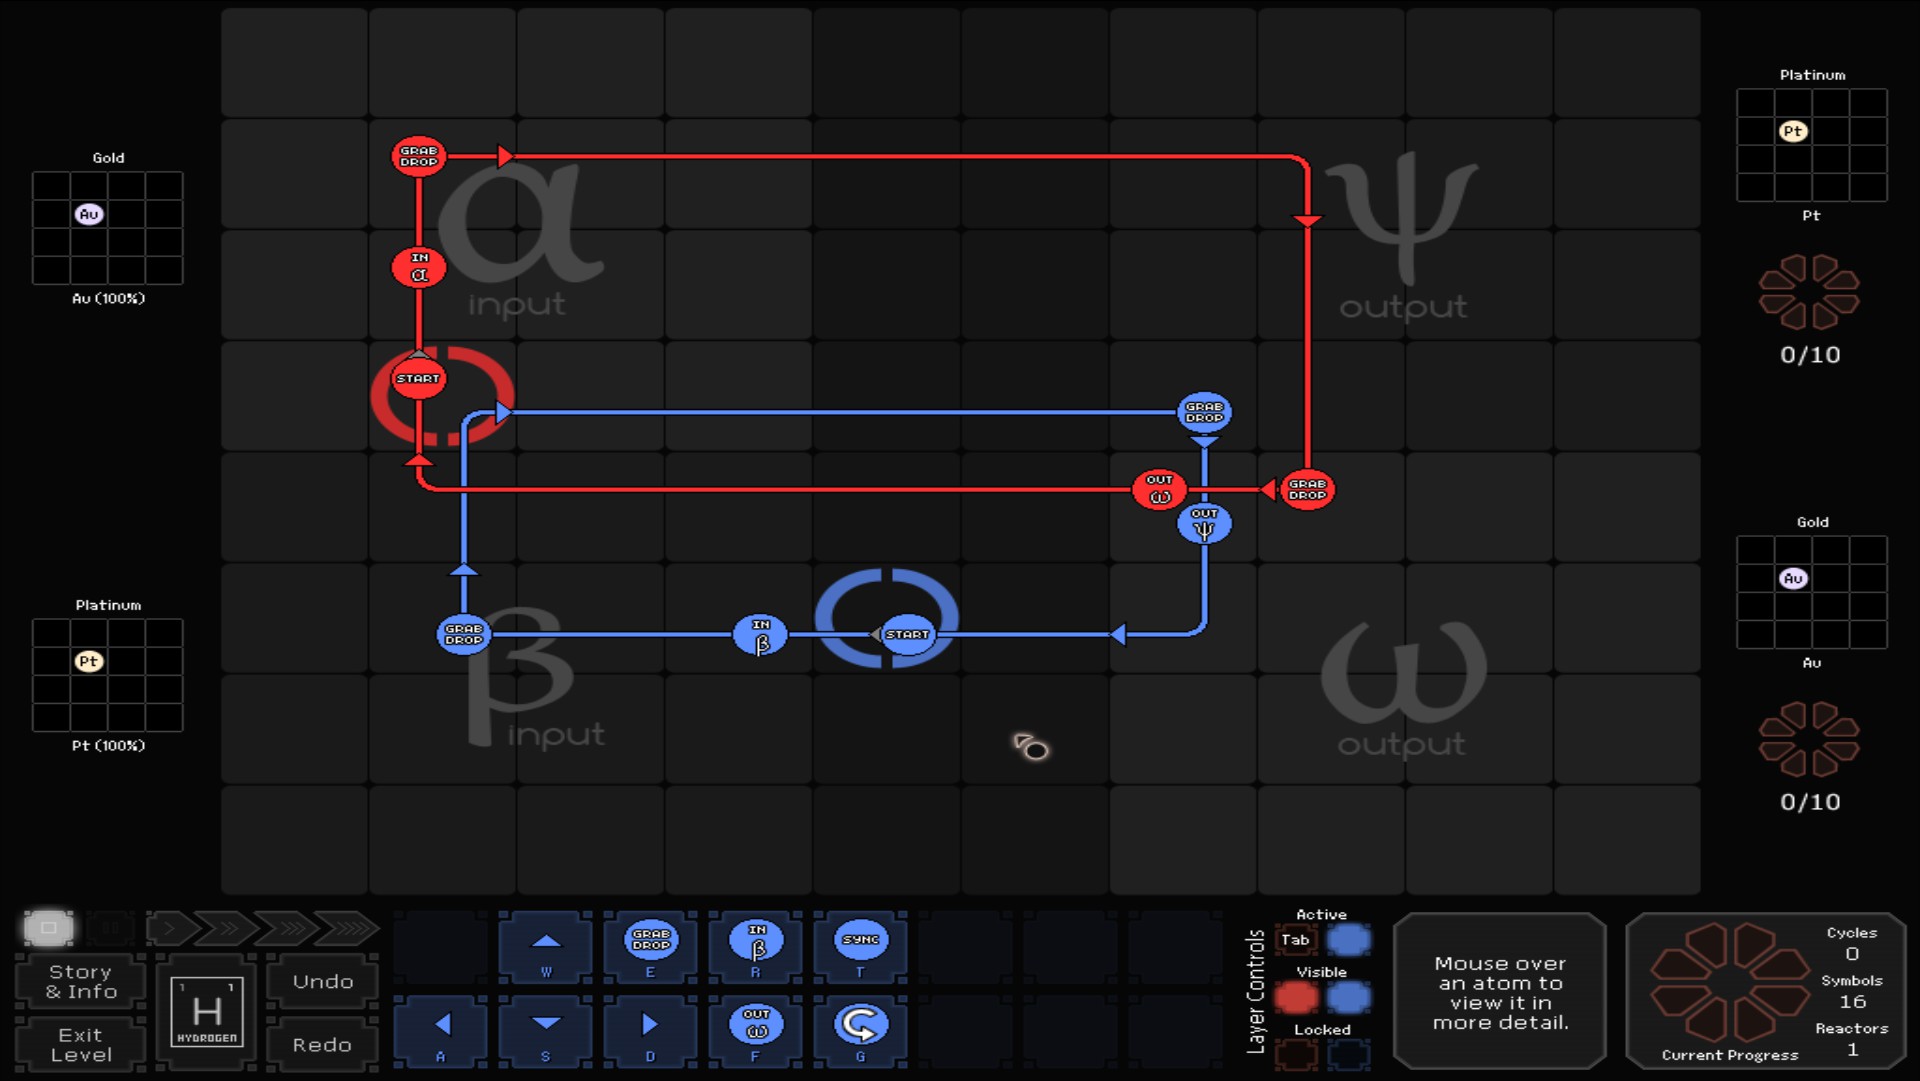 Platinum
Pt
Pt
0/10
Gold
Au
Au (100%)
GRAB
DROP
α
input
ψ
output
IN
α
START
GRAB
DROP
OUT
ω
GRAB
DROP
OUT
ψ
Gold
Au
Au
0/10
Platinum
Pt
Pt (100%)
GRAB
DROP
β
input
IN
β
START
ω
output
Story
& Info
Exit
Level
1 1
H
HYDROGEN
Undo
Redo
W
GRAB
DROP
E
IN
β
R
SYNC
T
A
S
D
OUT
ω
F
G
Layer Controls
Active
Tab
Visible
Locked
Mouse over
an atom to
view it in
more detail.
Cycles
0
Symbols
16
Reactors
1
Current Progress